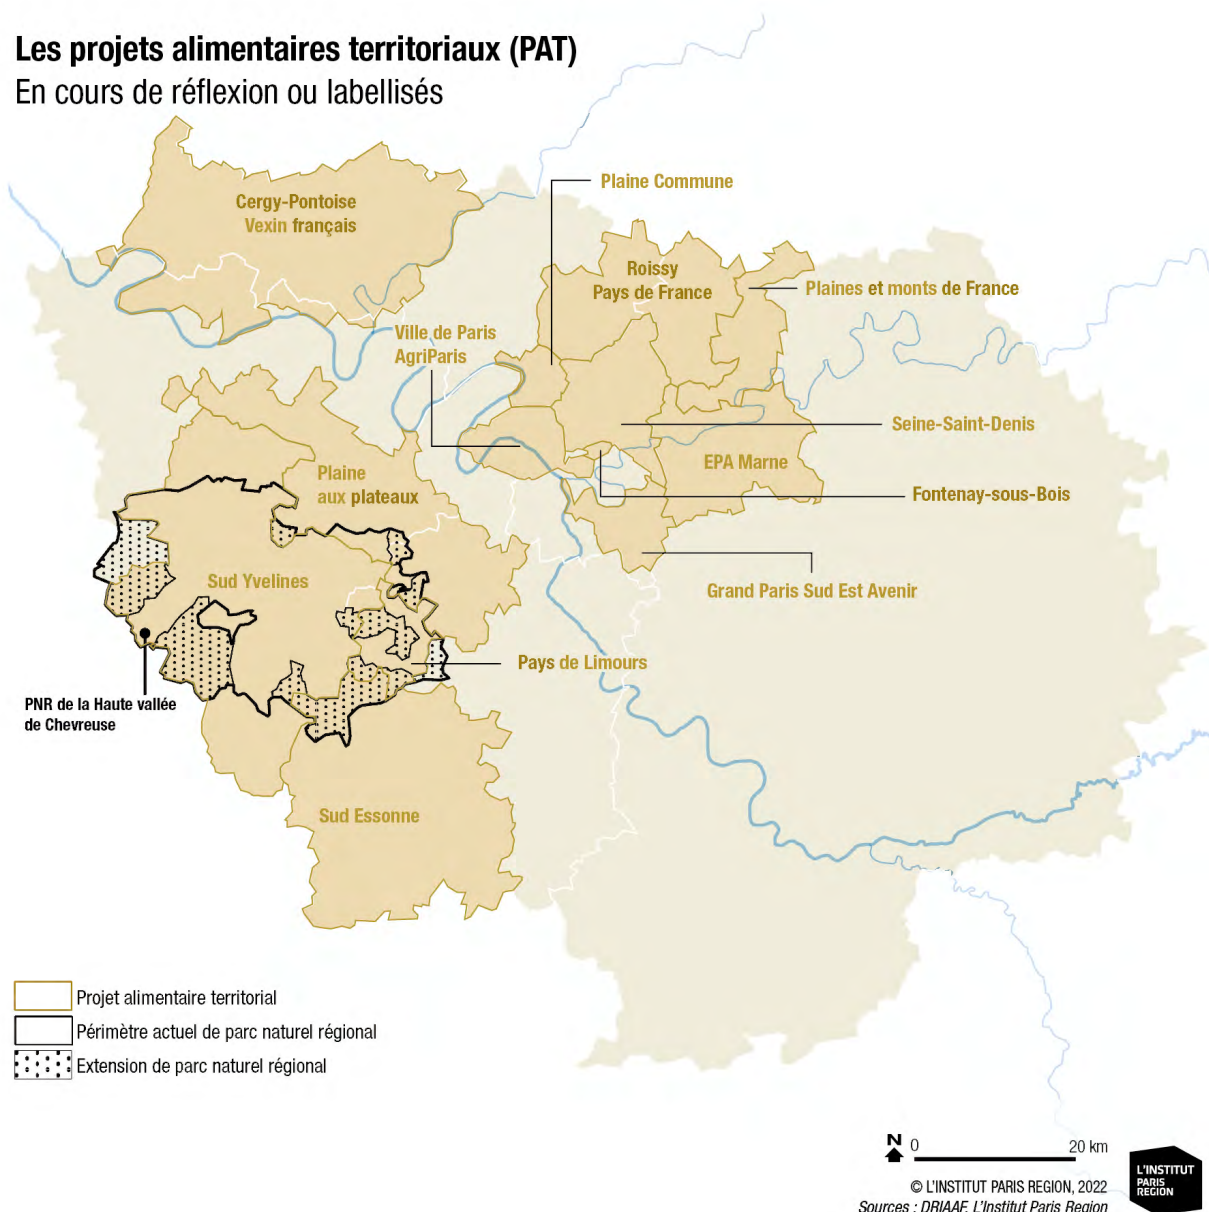 Les projets alimentaires territoriaux (PAT)
En cours de réflexion ou labellisés
Plaine Commune
Cergy-Pontoise
Vexin français
Roissy
Pays de France
Plaines et monts de France
Ville de Paris
AgriParis
Seine-Saint-Denis
EPA Marne
Plaine
aux plateaux
Fontenay-sous-Bois
Sud Yvelines
Grand Paris Sud Est Avenir
Pays de Limours
PNR de la Haute vallée
de Chevreuse
Sud Essonne
Projet alimentaire territorial
Périmètre actuel de parc naturel régional
Extension de parc naturel régional
N
0
20 km
© L'INSTITUT PARIS REGION, 2022
Sources : DRIAAF, L'Institut Paris Region
L'INSTITUT
PARIS
REGION